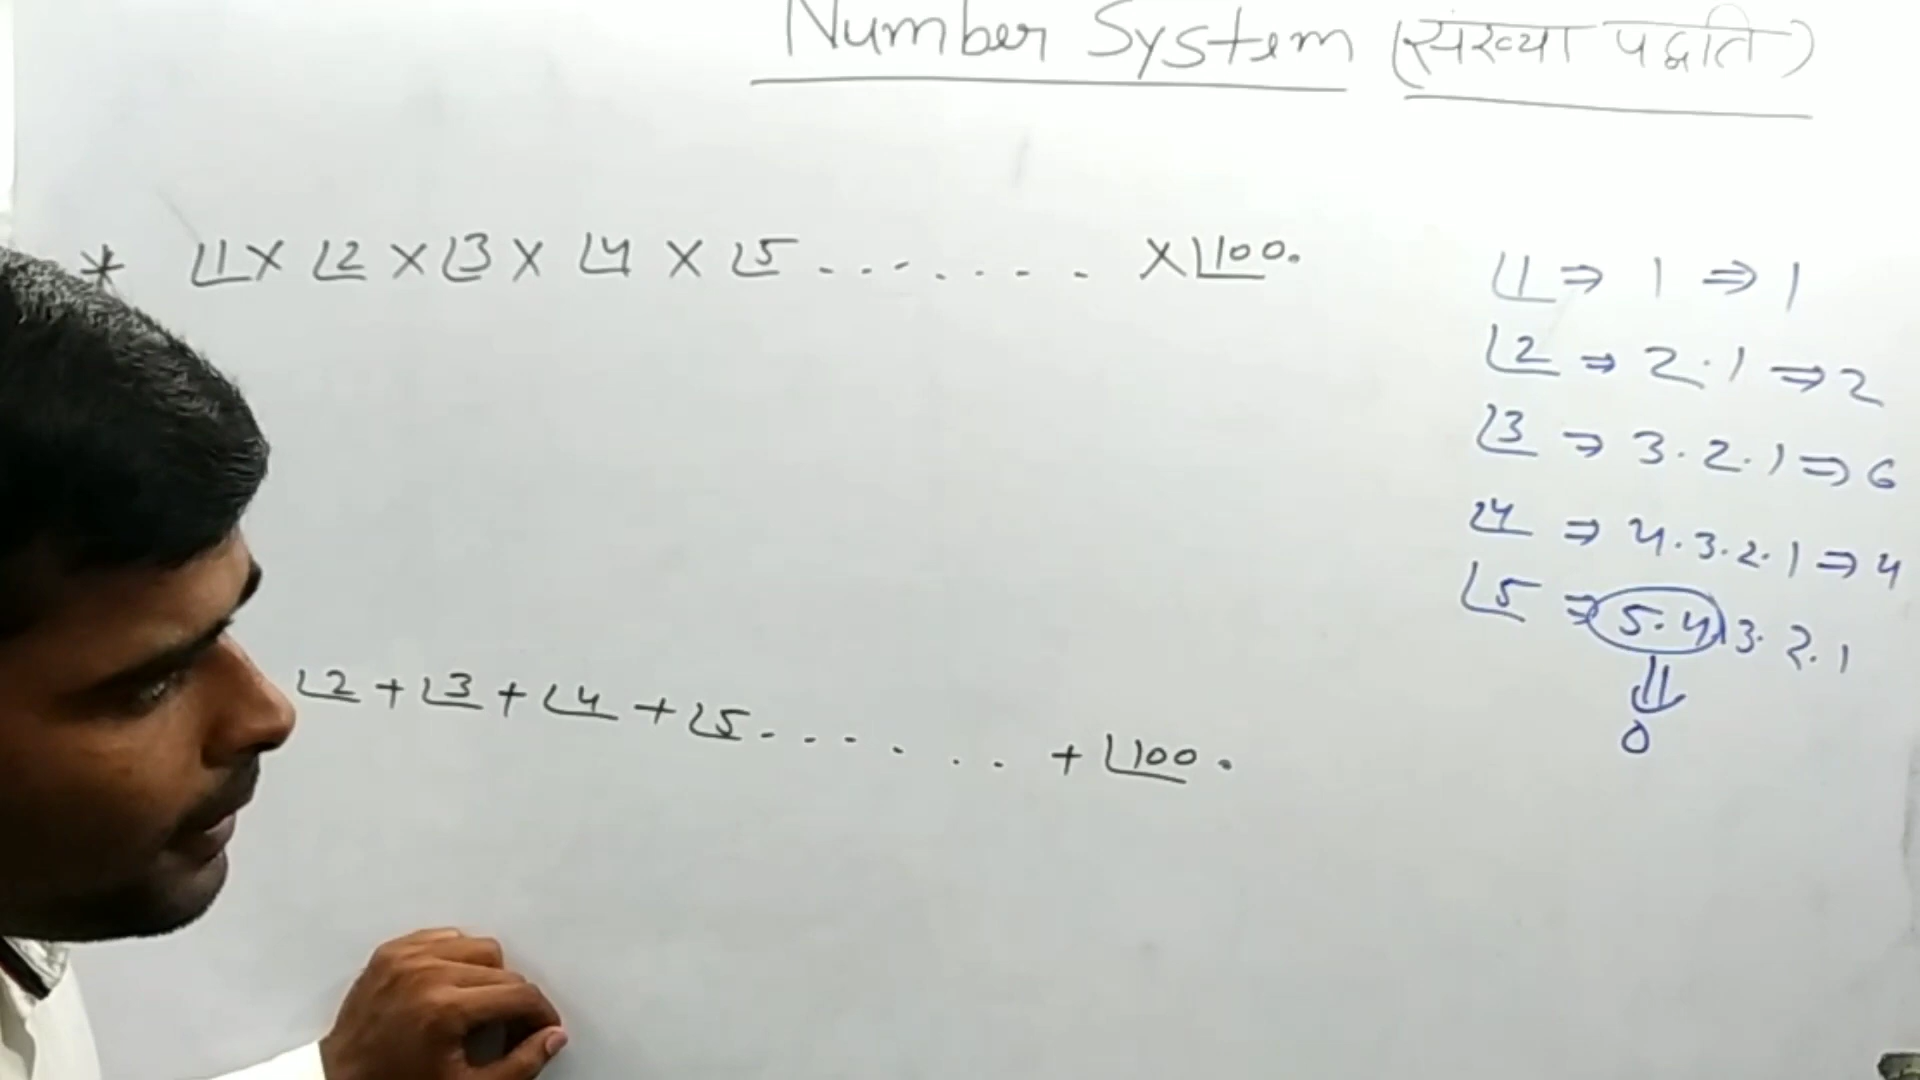 Number System (संख्या पद्धति)
* ⌊1 × ⌊2 × ⌊3 × ⌊4 × ⌊5 . . . . . . . . × ⌊100.
⌊2 + ⌊3 + ⌊4 + ⌊5 . . . . . . . + ⌊100.
⌊1 ⇒ 1 ⇒ 1
⌊2 ⇒ 2.1 ⇒ 2
⌊3 ⇒ 3.2.1 ⇒ 6
⌊4 ⇒ 4.3.2.1 ⇒ 4
⌊5 ⇒ 5.4.3.2.1
⇓
0